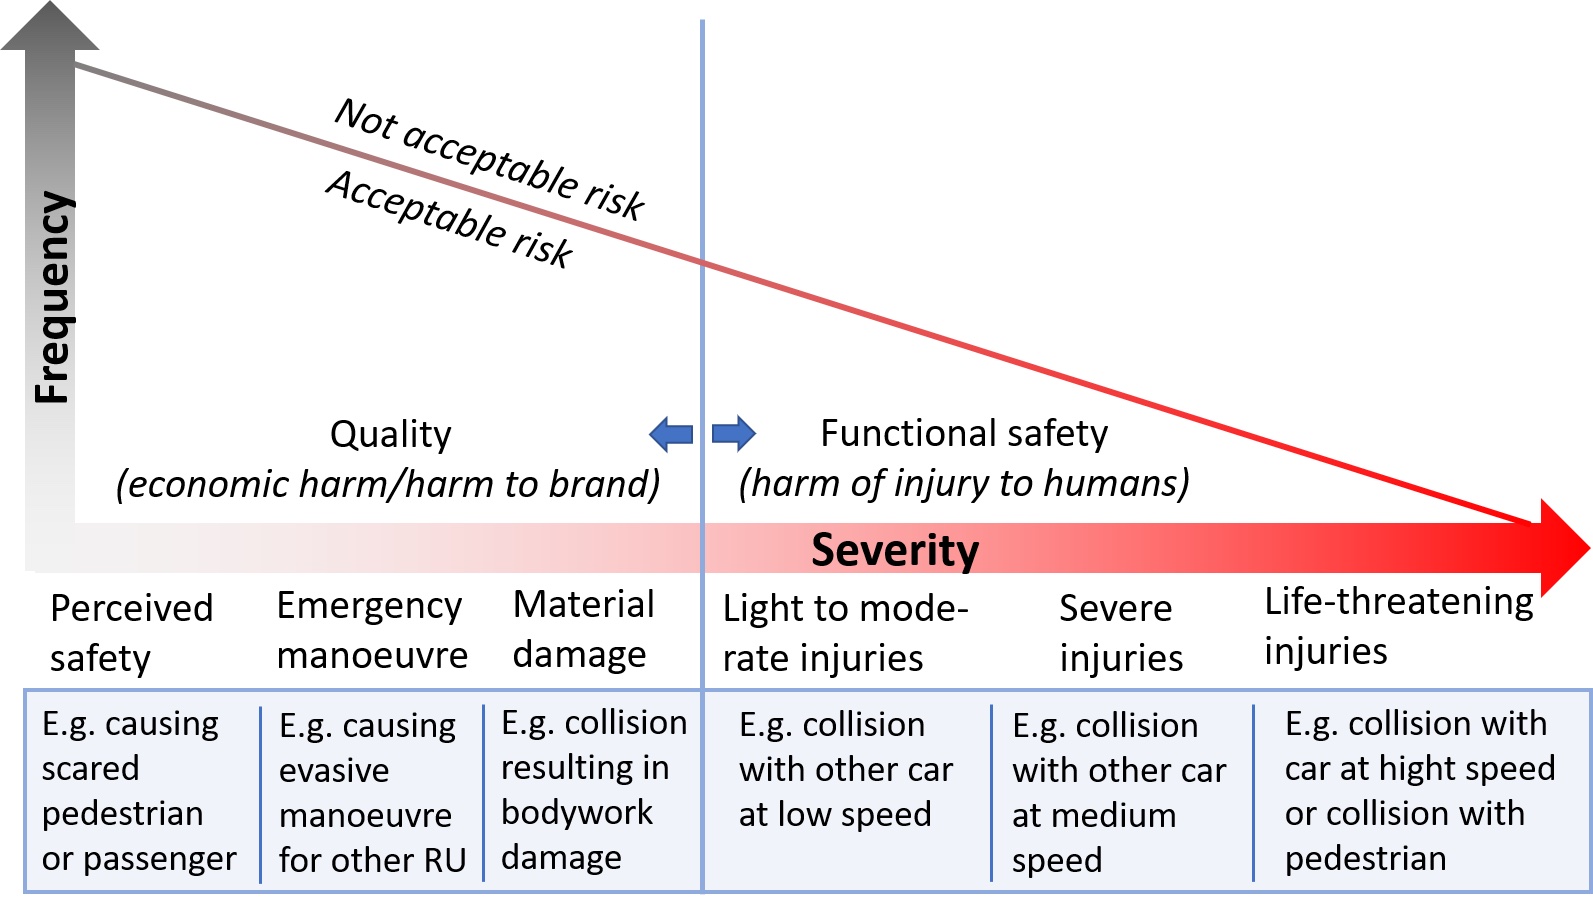 Frequency
Not acceptable risk
Acceptable risk
Quality
(economic harm/harm to brand)
Functional safety
(harm of injury to humans)
Severity
Perceived
safety
Emergency
manoeuvre
Material
damage
Light to mode-
rate injuries
Severe
injuries
Life-threatening
injuries
E.g. causing
scared
pedestrian
or passenger
E.g. causing
evasive
manoeuvre
for other RU
E.g. collision
resulting in
bodywork
damage
E.g. collision
with other car
at low speed
E.g. collision
with other car
at medium
speed
E.g. collision with
car at hight speed
or collision with
pedestrian